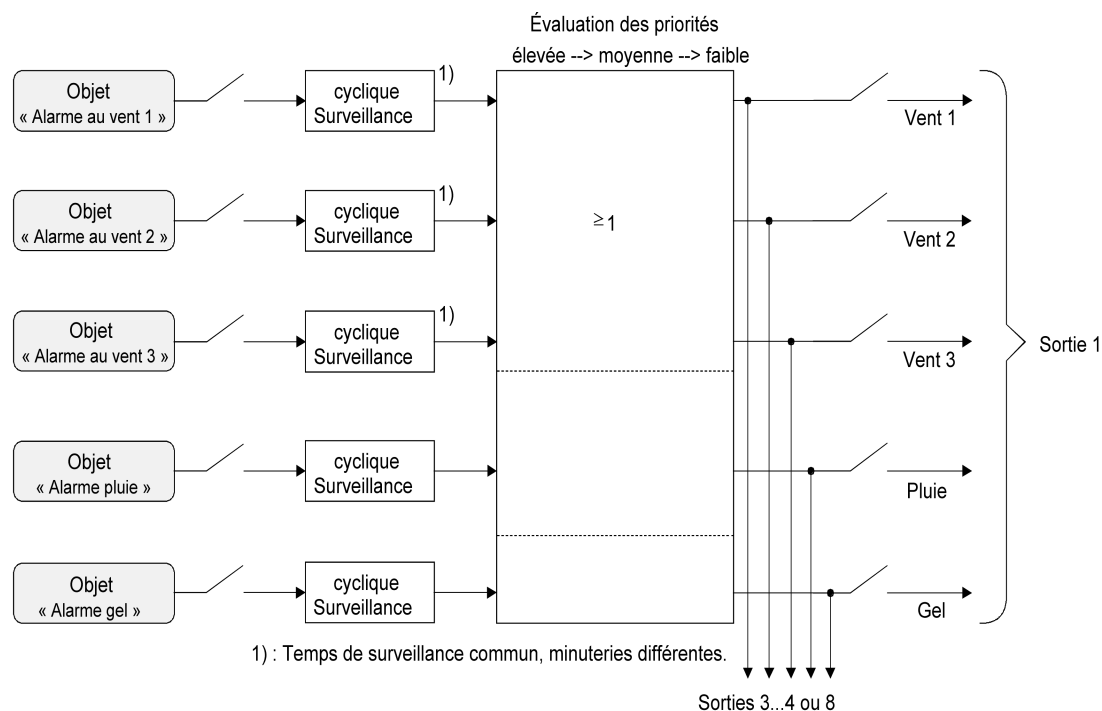 Évaluation des priorités
élevée --> moyenne --> faible
Objet
« Alarme au vent 1 »
cyclique
Surveillance
1)
Vent 1
Objet
« Alarme au vent 2 »
cyclique
Surveillance
1)
≥1
Vent 2
Objet
« Alarme au vent 3 »
cyclique
Surveillance
1)
Vent 3
Sortie 1
Objet
« Alarme pluie »
cyclique
Surveillance
Pluie
Objet
« Alarme gel »
cyclique
Surveillance
Gel
1) : Temps de surveillance commun, minuteries différentes.
Sorties 3...4 ou 8